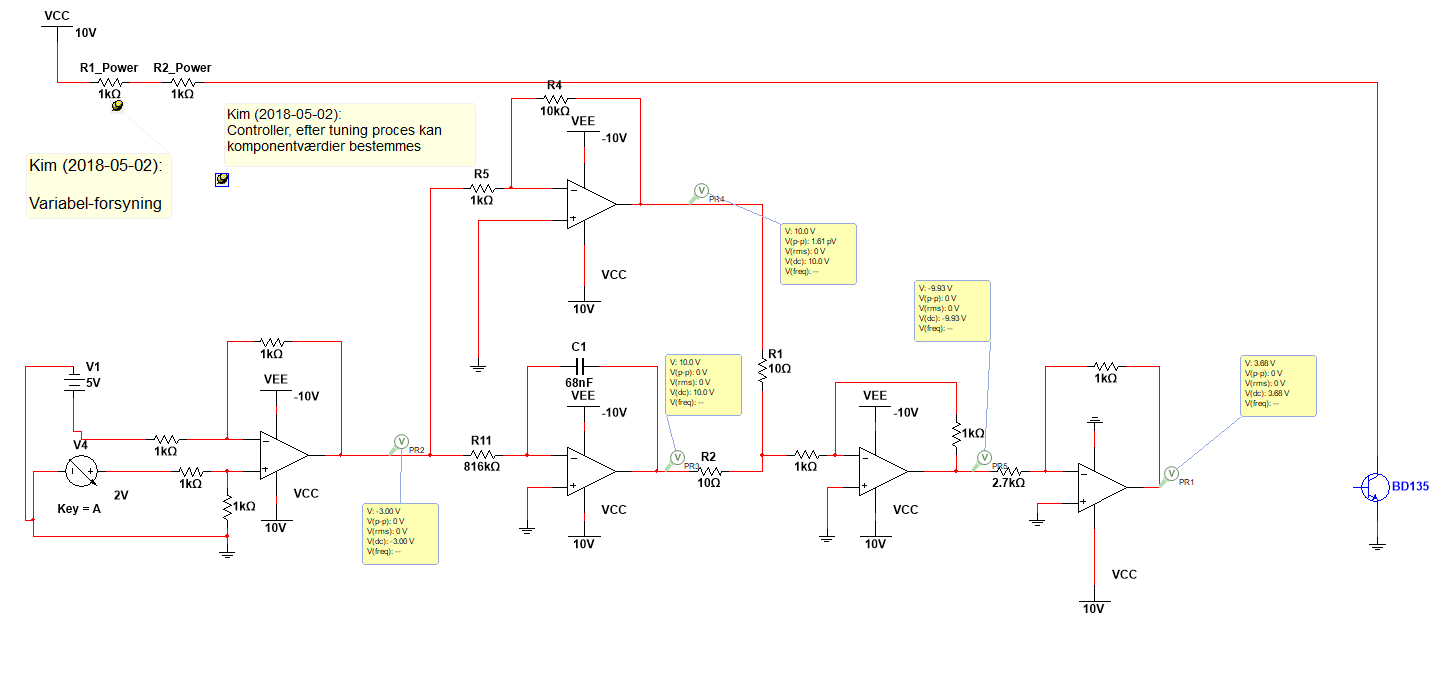 VCC
10V
R1_Power
1kΩ
R2_Power
1kΩ
Kim (2018-05-02):
Variabel-forsyning
Kim (2018-05-02):
Controller, efter tuning proces kan
komponentværdier bestemmes
R4
10kΩ
VEE
-10V
R5
1kΩ
VCC
10V
PR4
V: 10.0 V
V(p-p): 1.61 pV
V(rms): 0 V
V(dc): 10.0 V
V(freq): --
V1
5V
V4
2V
Key = A
1kΩ
1kΩ
1kΩ
1kΩ
VEE
-10V
VCC
10V
PR2
V: -3.00 V
V(p-p): 0 V
V(rms): 0 V
V(dc): -3.00 V
V(freq): --
R11
816kΩ
C1
68nF
VEE
-10V
VCC
10V
PR3
V: 10.0 V
V(p-p): 0 V
V(rms): 0 V
V(dc): 10.0 V
V(freq): --
R1
10Ω
R2
10Ω
1kΩ
1kΩ
VEE
-10V
VCC
10V
PR5
V: -9.93 V
V(p-p): 0 V
V(rms): 0 V
V(dc): -9.93 V
V(freq): --
2.7kΩ
1kΩ
VCC
10V
PR1
V: 3.68 V
V(p-p): 0 V
V(rms): 0 V
V(dc): 3.68 V
V(freq): --
BD135